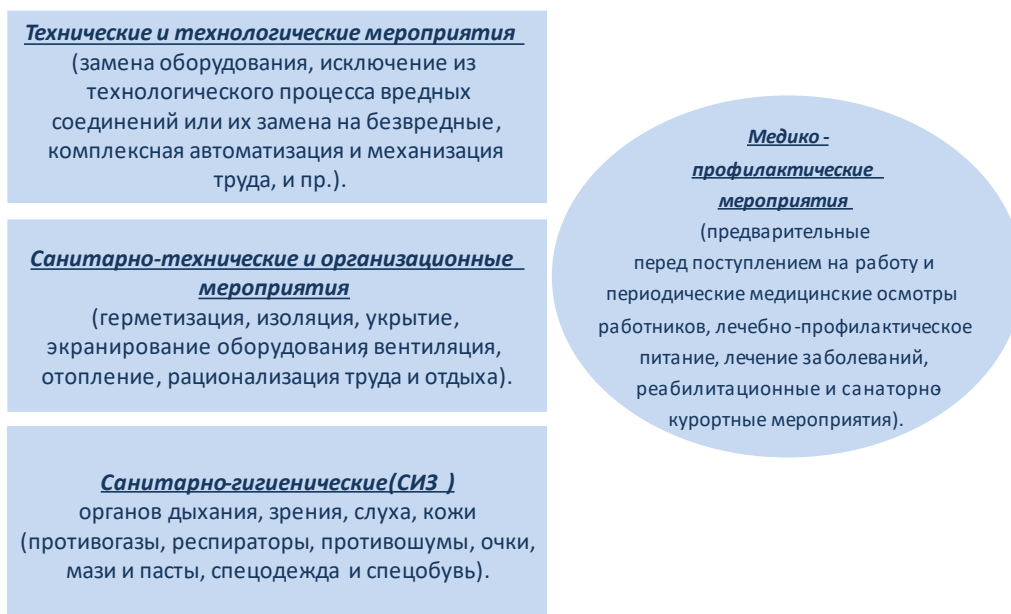 Технические и технологические мероприятия
(замена оборудования, исключение из
технологического процесса вредных
соединений или их замена на безвредные,
комплексная автоматизация и механизация
труда, и пр.).
Санитарно-технические и организационные
мероприятия
(герметизация, изоляция, укрытие,
экранирование оборудования, вентиляция,
отопление, рационализация труда и отдыха).
Санитарно-гигиенические(СИЗ )
органов дыхания, зрения, слуха, кожи
(противогазы, респираторы, противошумы, очки,
мази и пасты, спецодежда и спецобувь).
Медико -
профилактические
мероприятия
(предварительные
перед поступлением на работу и
периодические медицинские осмотры
работников, лечебно-профилактическое
питание, лечение заболеваний,
реабилитационные и санаторно-
курортные мероприятия).